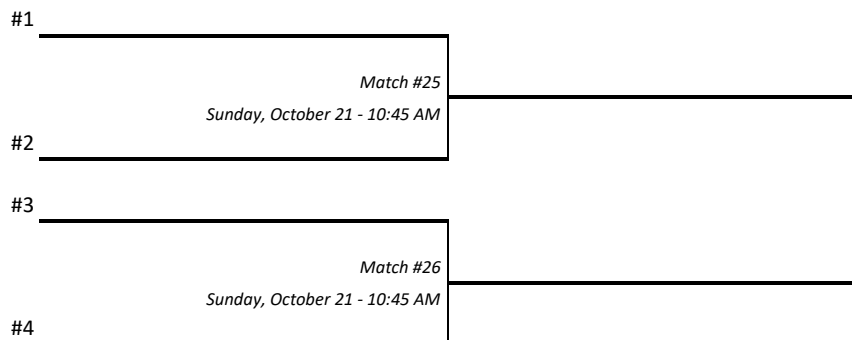 #1
Match #25
Sunday, October 21 - 10:45 AM
#2
#3
Match #26
Sunday, October 21 - 10:45 AM
#4